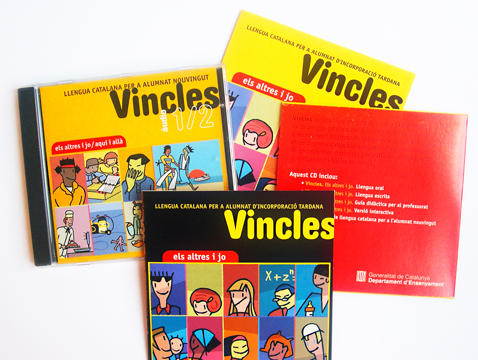 LLENGUA CATALANA PER A ALUMNAT NOUVINGUT
Vincles
àudio 1/2
els altres i jo/aquí i allà
LLENGUA CATALANA PER A ALUMNAT D'INCORPORACIÓ TARDANA
Vincles
els altres i jo
Aquest CD inclou:
• Vincles. Els altres i jo. Llengua oral
els altres i jo. Llengua escrita
els altres i jo. Guia didàctica per al professorat
els altres i jo. Versió interactiva
llengua catalana per a l'alumnat nouvingut
Generalitat de Catalunya
Departament d'Ensenyament
LLENGUA CATALANA PER A ALUMNAT D'INCORPORACIÓ TARDANA
Vincles
els altres i jo
X+zⁿ